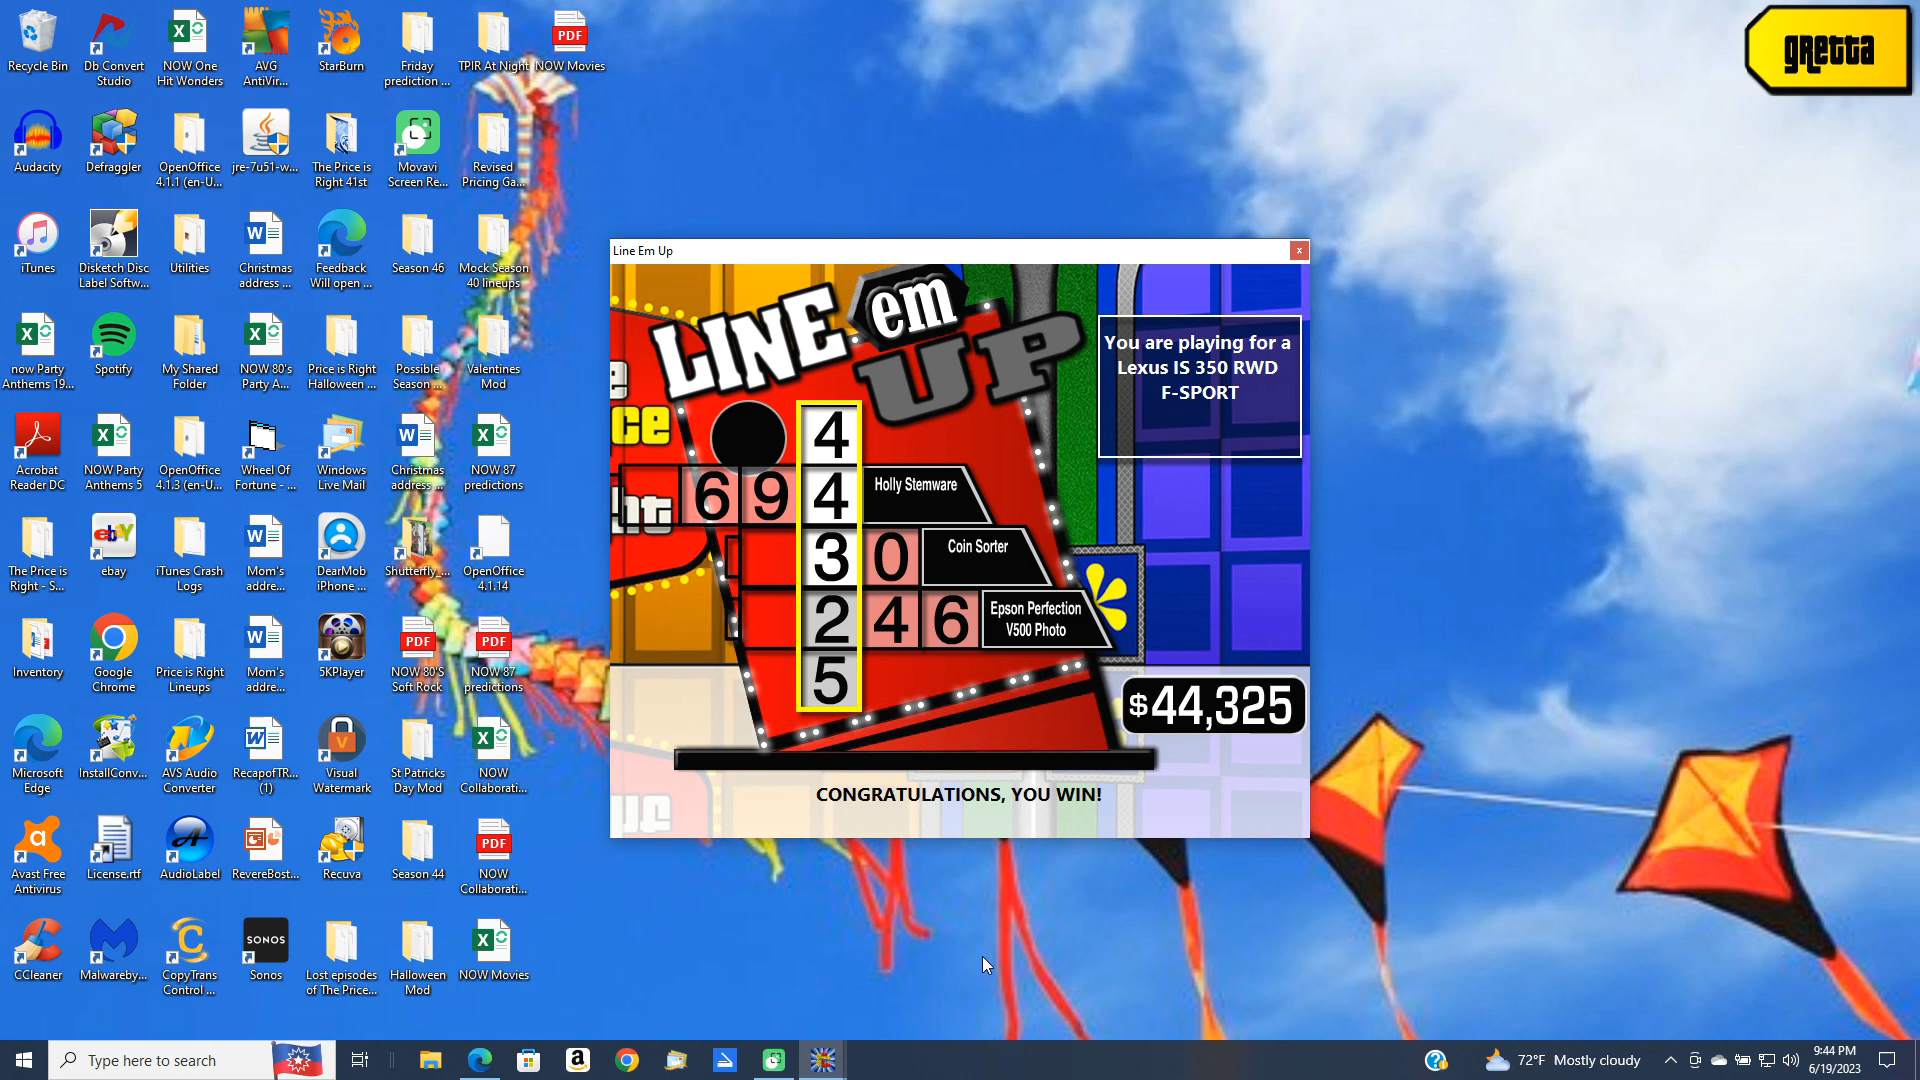 Recycle Bin
Db Convert
Studio
NOW One
Hit Wonders
AVG
AntiVir...
StarBurn
Friday
prediction ...
TPIR At Night
PDF
NOW Movies
gretta
Audacity
Defraggler
OpenOffice
4.1.1 (en-U...
jre-7u51-w...
The Price is
Right 41st
Movavi
Screen Re...
Revised
Pricing Ga...
iTunes
Disketch Disc
Label Softw...
Utilities
Christmas
address ...
Feedback
Will open ...
Season 46
Mock Season
40 lineups
now Party
Anthems 19...
Spotify
My Shared
Folder
NOW 80's
Party A...
Price is Right
Halloween ...
Possible
Season ...
Valentines
Mod
Acrobat
Reader DC
NOW Party
Anthems 5
OpenOffice
4.1.3 (en-U...
Wheel Of
Fortune - ...
Windows
Live Mail
Christmas
address ...
NOW 87
predictions
The Price is
Right - S...
ebay
ebay
iTunes Crash
Logs
Mom's
addre...
DearMob
iPhone ...
Shutterfly_...
OpenOffice
4.1.14
Inventory
Google
Chrome
Price is Right
Lineups
Mom's
addre...
5KPlayer
PDF
NOW 80'S
Soft Rock
PDF
NOW 87
predictions
Microsoft
Edge
InstallConv...
AVS Audio
Converter
RecapofTR...
(1)
Visual
Watermark
St Patricks
Day Mod
NOW
Collaborati...
Avast Free
Antivirus
License.rtf
AudioLabel
RevereBost...
Recuva
Season 44
PDF
NOW
Collaborati...
CCleaner
Malwareby...
CopyTrans
Control ...
SONOS
Sonos
Lost episodes
of The Price...
Halloween
Mod
NOW Movies
Line Em Up
LINE em UP
You are playing for a
Lexus IS 350 RWD
F-SPORT
4
6 9 4 Holly Stemware
3 0 Coin Sorter
2 4 6 Epson Perfection
V500 Photo
5
$44,325
CONGRATULATIONS, YOU WIN!
Type here to search
72°F Mostly cloudy
9:44 PM
6/19/2023